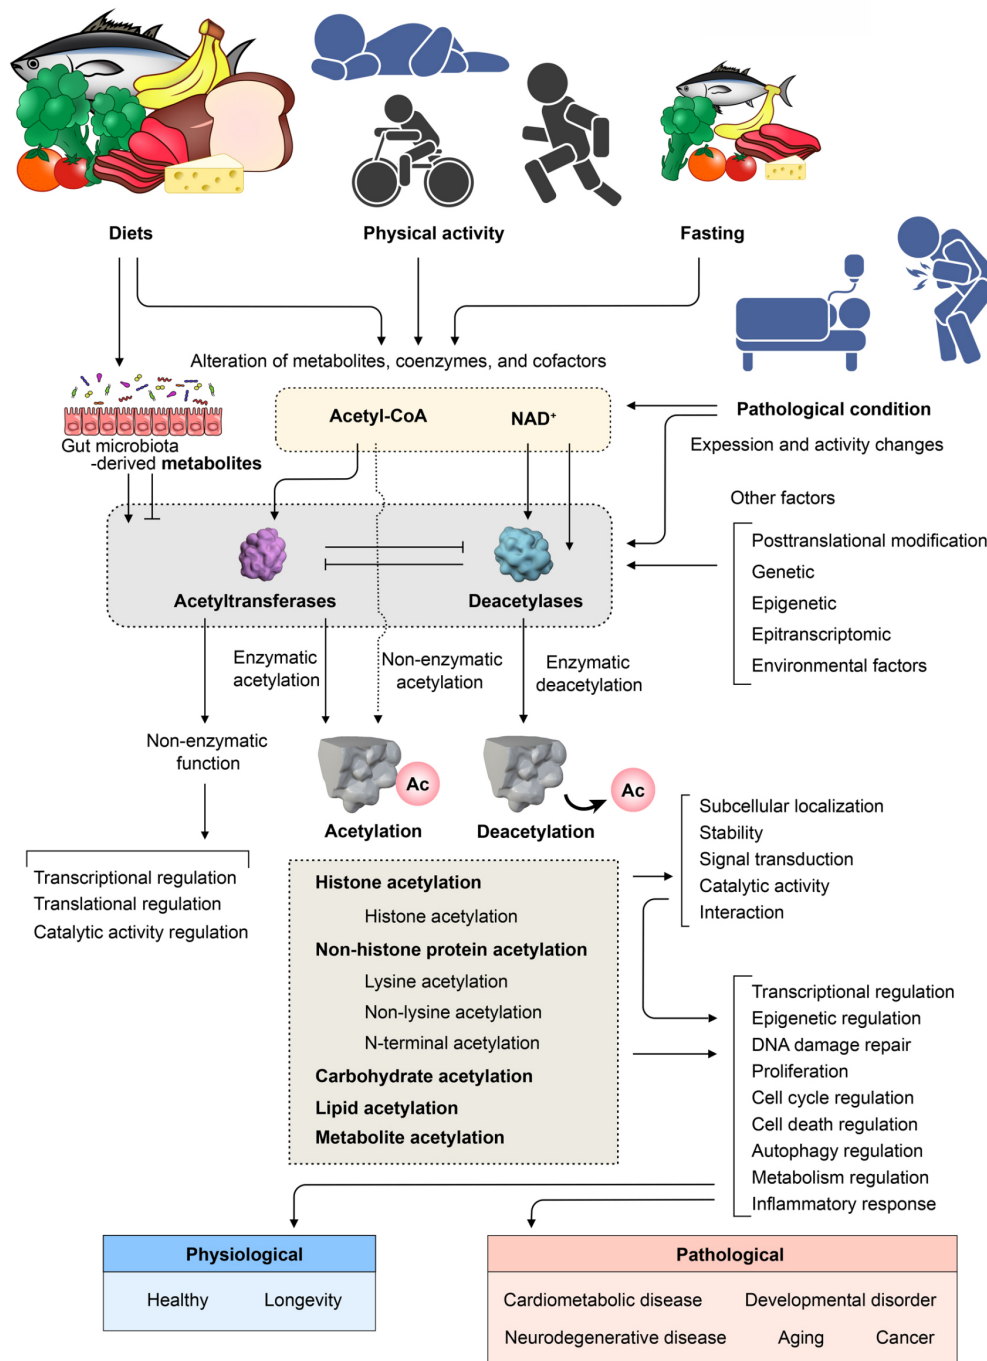 Diets
Physical activity
Fasting
Alteration of metabolites, coenzymes, and cofactors
Acetyl-CoA
NAD⁺
Pathological condition
Expession and activity changes
Gut microbiota
-derived metabolites
Other factors
Posttranslational modification
Genetic
Epigenetic
Epitranscriptomic
Environmental factors
Acetyltransferases
Deacetylases
Enzymatic
acetylation
Non-enzymatic
acetylation
Enzymatic
deacetylation
Non-enzymatic
function
Ac
Ac
Acetylation
Deacetylation
Transcriptional regulation
Translational regulation
Catalytic activity regulation
Subcellular localization
Stability
Signal transduction
Catalytic activity
Interaction
Histone acetylation
Histone acetylation
Non-histone protein acetylation
Lysine acetylation
Non-lysine acetylation
N-terminal acetylation
Carbohydrate acetylation
Lipid acetylation
Metabolite acetylation
Transcriptional regulation
Epigenetic regulation
DNA damage repair
Proliferation
Cell cycle regulation
Cell death regulation
Autophagy regulation
Metabolism regulation
Inflammatory response
Physiological
Healthy
Longevity
Pathological
Cardiometabolic disease
Developmental disorder
Neurodegenerative disease
Aging
Cancer